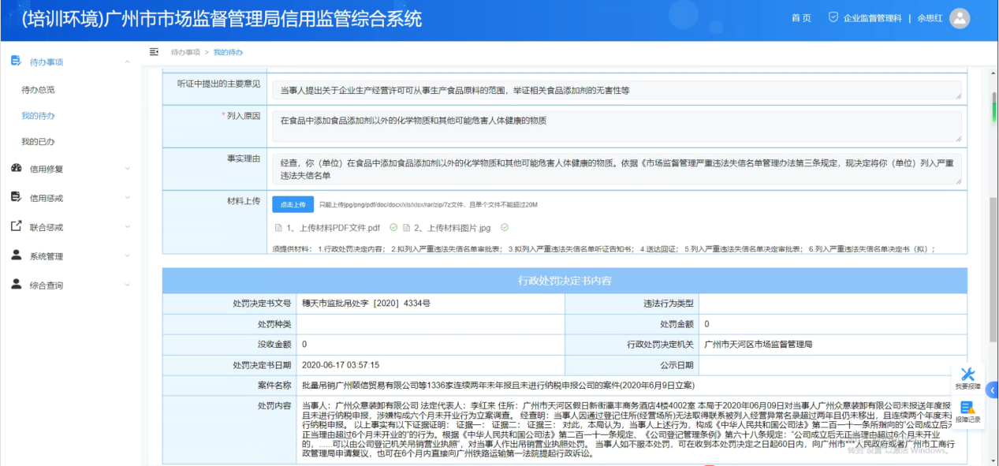 (培训环境)广州市市场监督管理局信用监管综合系统
首页 企业监督管理科 | 余思红
待办事项
待办事项 > 我的待办
待办总览
我的待办
我的已办
信用修复
信用惩戒
联合惩戒
系统管理
综合查询
听证中提出的主要意见
当事人提出关于企业生产经营许可可从事生产食品原料的范围，举证相关食品添加剂的无害性等
* 列入原因
在食品中添加食品添加剂以外的化学物质和其他可能危害人体健康的物质
事实理由
经查，你（单位）在食品中添加食品添加剂以外的化学物质和其他可能危害人体健康的物质。依据《市场监督管理严重违法失信名单管理办法第三条规定，现决定将你（单位）列入严重
违法失信名单
材料上传
点击上传 只能上传jpg/png/pdf/doc/docx/xls/xlsx/rar/zip/7z文件，且单个文件不能超过20M
1、上传材料PDF文件.pdf 2、上传材料图片.jpg
须提供材料： 1.行政处罚决定内容； 2.拟列入严重违法失信名单审批表； 3.拟列入严重违法失信名单听证告知书； 4.送达回证； 5.列入严重违法失信名单决定审批表； 6.列入严重违法失信名单决定书（拟）；
行政处罚决定书内容
处罚决定书文号 穗天市监批吊处字［2020］4334号 违法行为类型
处罚种类 处罚金额 0
没收金额 0 行政处罚决定机关 广州市天河区市场监督管理局
处罚决定书日期 2020-06-17 03:57:15 公示日期
案件名称 批量吊销广州颐信贸易有限公司等1336家连续两年未年报且未进行纳税申报公司的案件(2020年6月9日立案)
处罚内容
当事人：广州众意装卸有限公司 法定代表人：李红来 住所：广州市天河区假日新街瀛丰商务酒店4楼4002室 本局于2020年06月09日对当事人广州众意装卸有限公司未报送年度报
且未进行纳税申报，涉嫌构成六个月未开业行为立案调查。 经查明：当事人因通过登记住所(经营场所)无法取得联系被列入经营异常名录超过两年且仍未移出，且连续两个年度未
行纳税申报。 以上事实有以下证据证明： 证据一： 证据二： 证据三： 对此，本局认为，当事人上述行为，构成《中华人民共和国公司法》第二百一十一条所指向的"公司成立后
正当理由超过6个月未开业的"的行为。根据《中华人民共和国公司法》第二百一十一条规定、《公司登记管理条例》第六十八条规定："公司成立后无正当理由超过6个月未开业
的，……可以由公司登记机关吊销营业执照"，对当事人作出吊销营业执照处罚。 当事人如不服本处罚，可在收到本处罚决定之日起60日内，向广州市***人民政府或者广州市工商行
政管理局申请复议，也可在6个月内直接向广州铁路运输第一法院提起行政诉讼。
我要报障
报障记录
转到"设置"以激活 Windows。